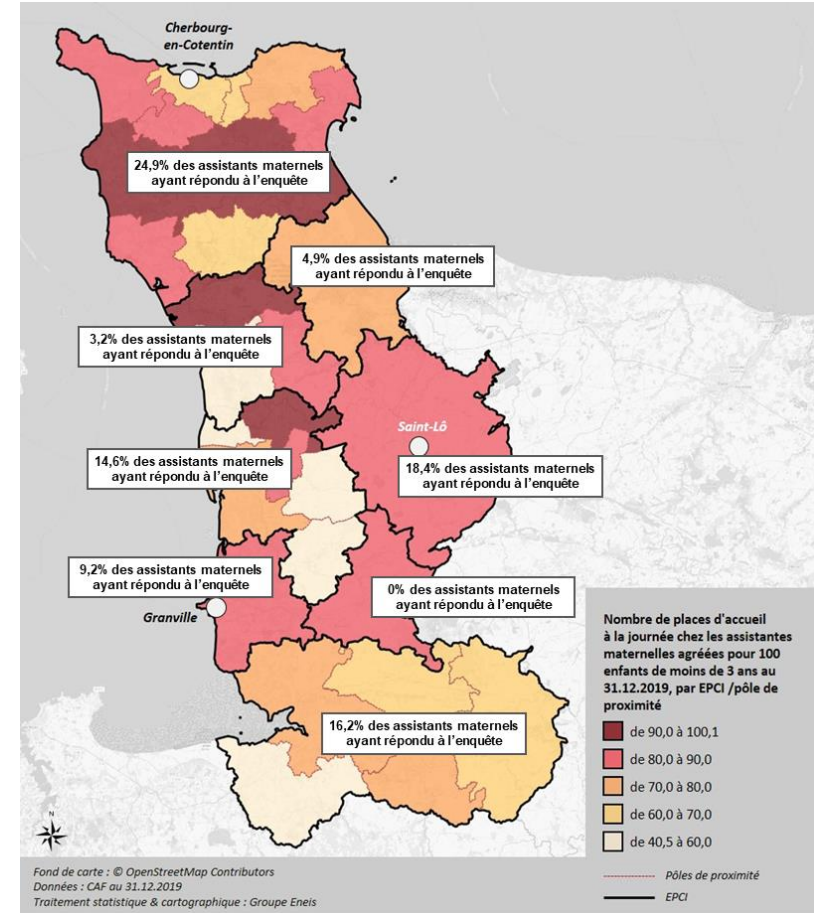 Cherbourg-
en-Cotentin
24,9% des assistants maternels
ayant répondu à l'enquête
4,9% des assistants maternels
ayant répondu à l'enquête
3,2% des assistants maternels
ayant répondu à l'enquête
Saint-Lô
14,6% des assistants maternels
ayant répondu à l'enquête
18,4% des assistants maternels
ayant répondu à l'enquête
9,2% des assistants maternels
ayant répondu à l'enquête
Granville
0% des assistants maternels
ayant répondu à l'enquête
16,2% des assistants maternels
ayant répondu à l'enquête
Nombre de places d'accueil
à la journée chez les assistantes
maternelles agréées pour 100
enfants de moins de 3 ans au
31.12.2019, par EPCI /pôle de
proximité
de 90,0 à 100,1
de 80,0 à 90,0
de 70,0 à 80,0
de 60,0 à 70,0
de 40,5 à 60,0
Pôles de proximité
EPCI
N
Fond de carte : © OpenStreetMap Contributors
Données : CAF au 31.12.2019
Traitement statistique & cartographique : Groupe Eneis